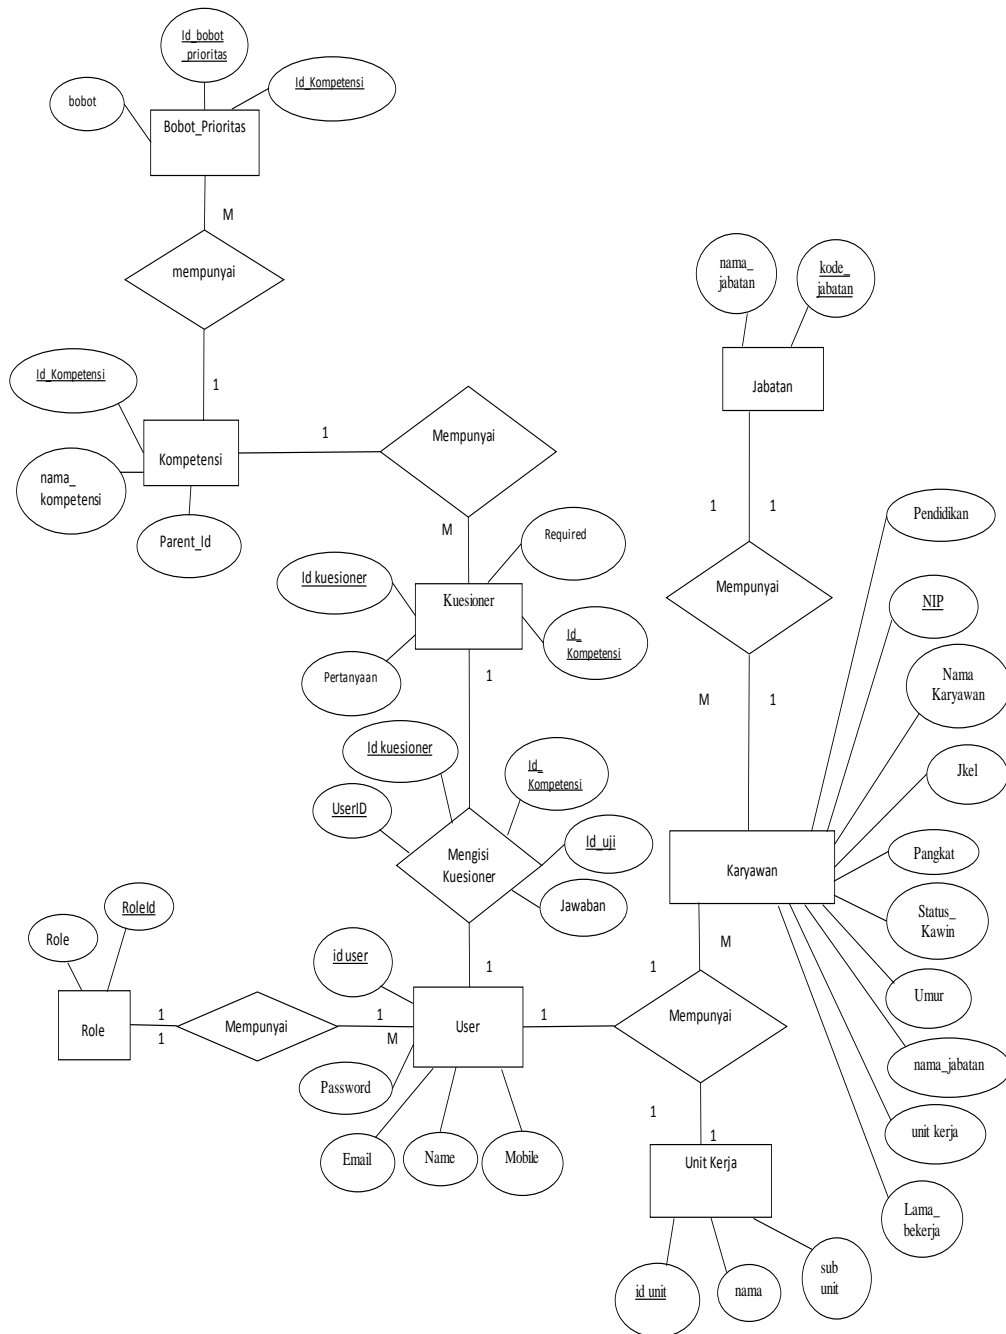 Id_bobot
_prioritas
Id_Kompetensi
bobot
Bobot_Prioritas
M
mempunyai
1
Id_Kompetensi
Kompetensi
nama_
kompetensi
Parent_Id
1
Mempunyai
M
nama_
jabatan
kode_
jabatan
Jabatan
1
1
Mempunyai
M
1
Required
Id kuesioner
Kuesioner
Id_
Kompetensi
Pertanyaan
1
Id kuesioner
Id_
Kompetensi
UserID
Id_uji
Mengisi
Kuesioner
Jawaban
1
Pendidikan
NIP
Nama
Karyawan
Jkel
Karyawan
Pangkat
Status_
Kawin
Umur
nama_jabatan
unit kerja
Lama_
bekerja
RoleId
Role
Role
1
1
Mempunyai
1
M
id user
User
Password
Email
Name
Mobile
1
M
1
Mempunyai
1
1
Unit Kerja
id unit
nama
sub
unit